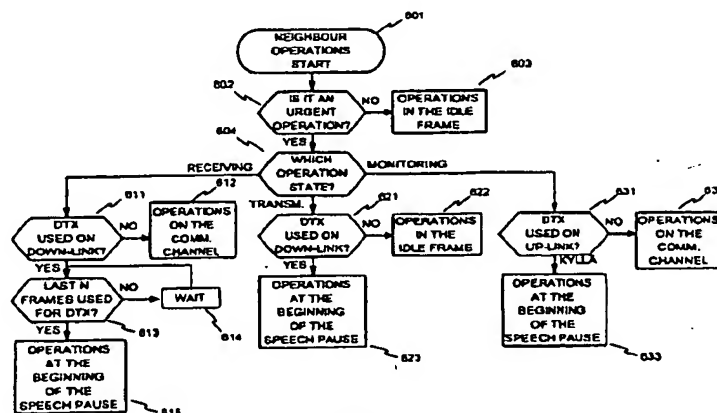 601
NEIGHBOUR
OPERATIONS
START
602
IS IT AN
URGENT
OPERATION?
NO
YES
603
OPERATIONS
IN THE IDLE
FRAME
604
WHICH
OPERATION
STATE?
RECEIVING
TRANSM.
MONITORING
611
DTX
USED ON
DOWN-LINK?
NO
YES
612
OPERATIONS
ON THE
COMM.
CHANNEL
LAST N
FRAMES USED
FOR DTX?
NO
YES
613
WAIT
614
OPERATIONS
AT THE
BEGINNING
OF THE
SPEECH PAUSE
615
621
DTX
USED ON
DOWN-LINK?
NO
YES
622
OPERATIONS
IN THE
IDLE FRAME
OPERATIONS
AT THE
BEGINNING
OF THE
SPEECH PAUSE
623
631
DTX
USED ON
UP-LINK?
NO
KYLLÄ
OPERATIONS
ON THE
COMM.
CHANNEL
OPERATIONS
AT THE
BEGINNING
OF THE
SPEECH PAUSE
633